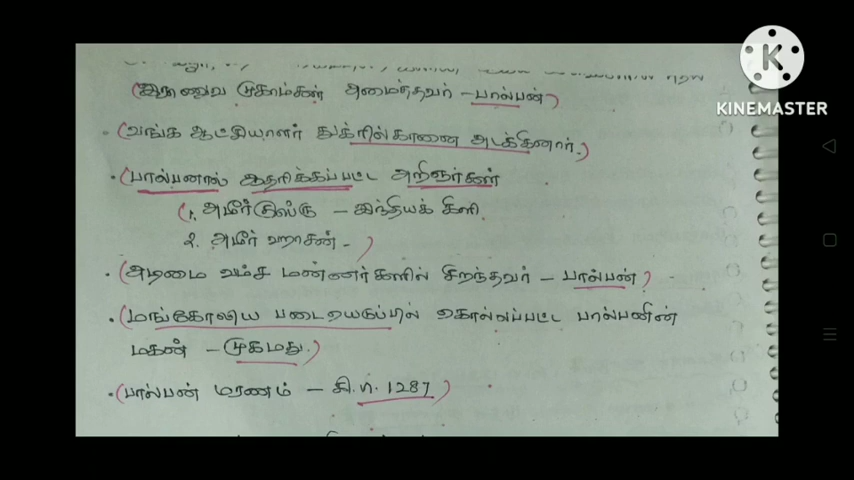 (இராணுவ முகாம்கள் அமைத்தவர் - பால்பன்)
KINEMASTER
· (வங்க ஆட்சியாளர் துக்ரில்கானை அடக்கினார்.)
· (பால்பனால் ஆதரிக்கப்பட்ட அறிஞர்கள்
(1. அமீர்குஸ்ரு - இந்தியக் கிளி
2. அமீர் ஹாசன் - )
· (அடிமை வம்ச மன்னர்களில் சிறந்தவர் - பால்பன்)
· (மங்கோலிய படையெடுப்பில் கொல்லப்பட்ட பால்பனின்
மகன் - முகமது.)
· (பால்பன் மரணம் - கி.பி. 1287)